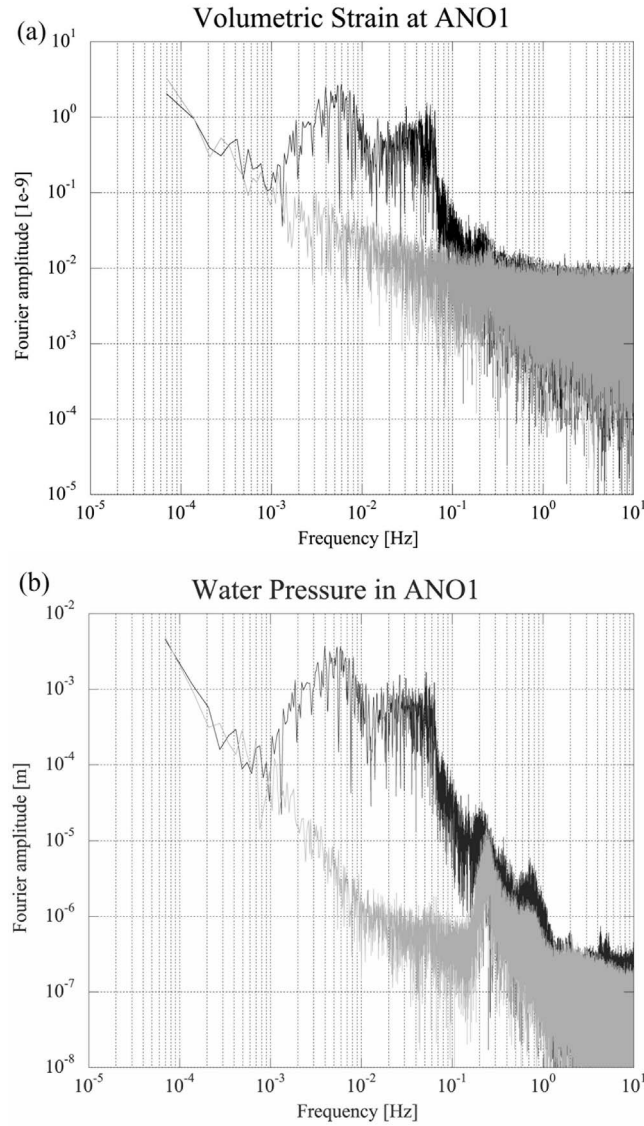 (a)
Volumetric Strain at ANO1
Fourier amplitude [1e-9]
10^1
10^0
10^-1
10^-2
10^-3
10^-4
10^-5
10^-5 10^-4 10^-3 10^-2 10^-1 10^0 10^1
Frequency [Hz]
(b)
Water Pressure in ANO1
Fourier amplitude [m]
10^-2
10^-3
10^-4
10^-5
10^-6
10^-7
10^-8
10^-5 10^-4 10^-3 10^-2 10^-1 10^0 10^1
Frequency [Hz]